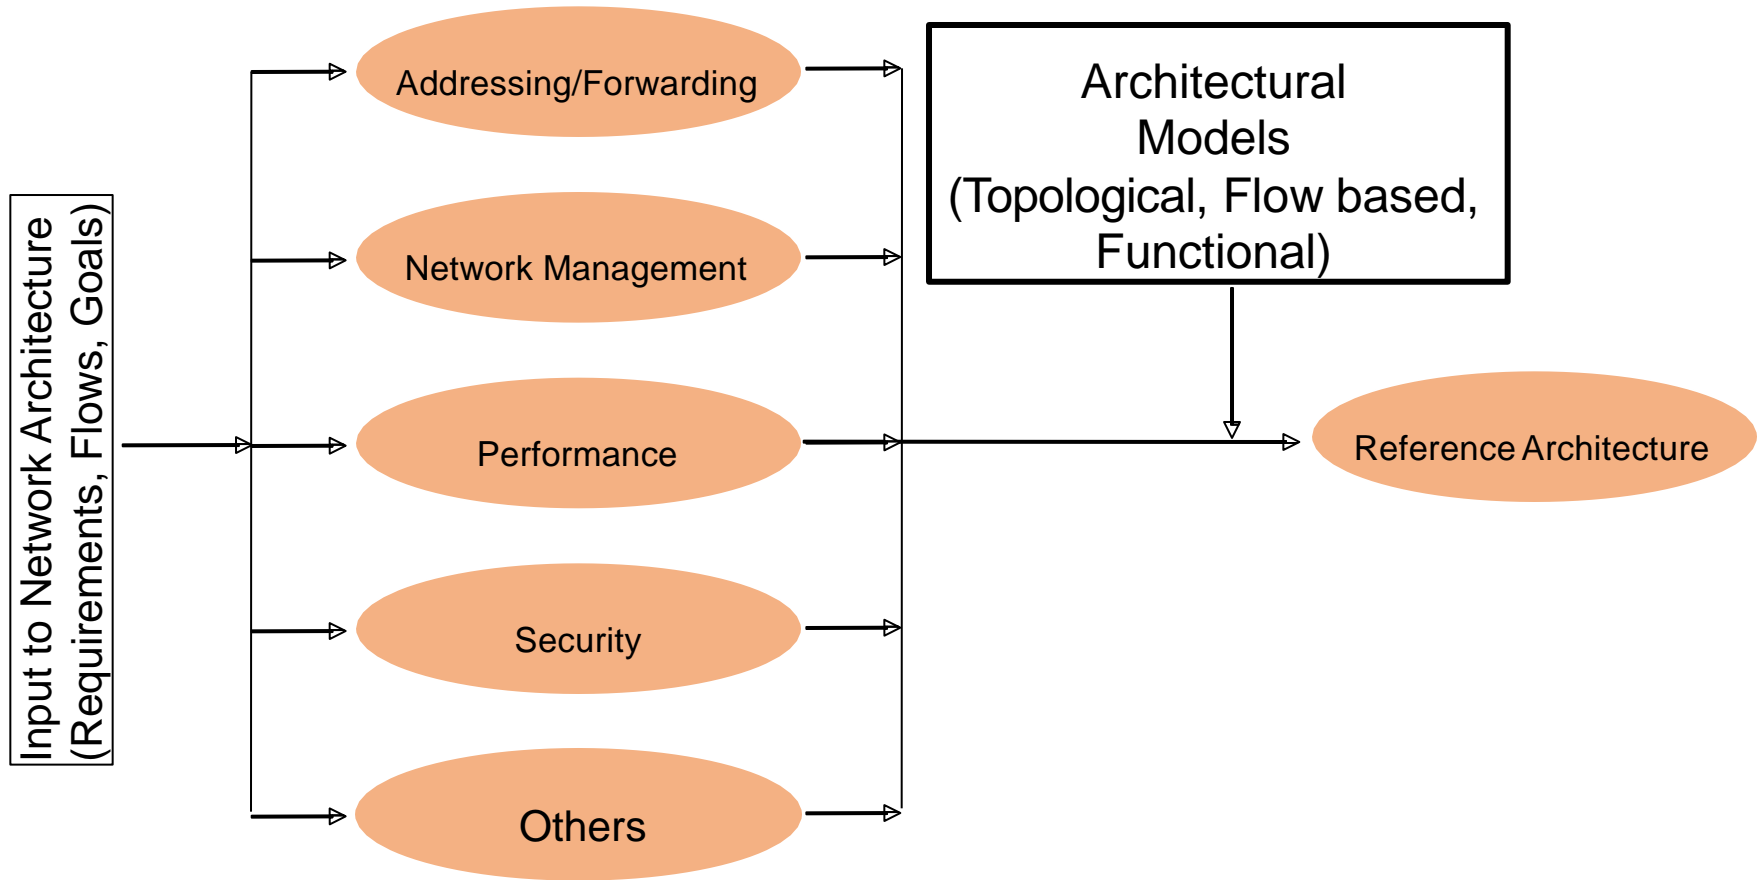 Input to Network Architecture
(Requirements, Flows, Goals)
Addressing/Forwarding
Network Management
Performance
Security
Others
Architectural
Models
(Topological, Flow based,
Functional)
Reference Architecture